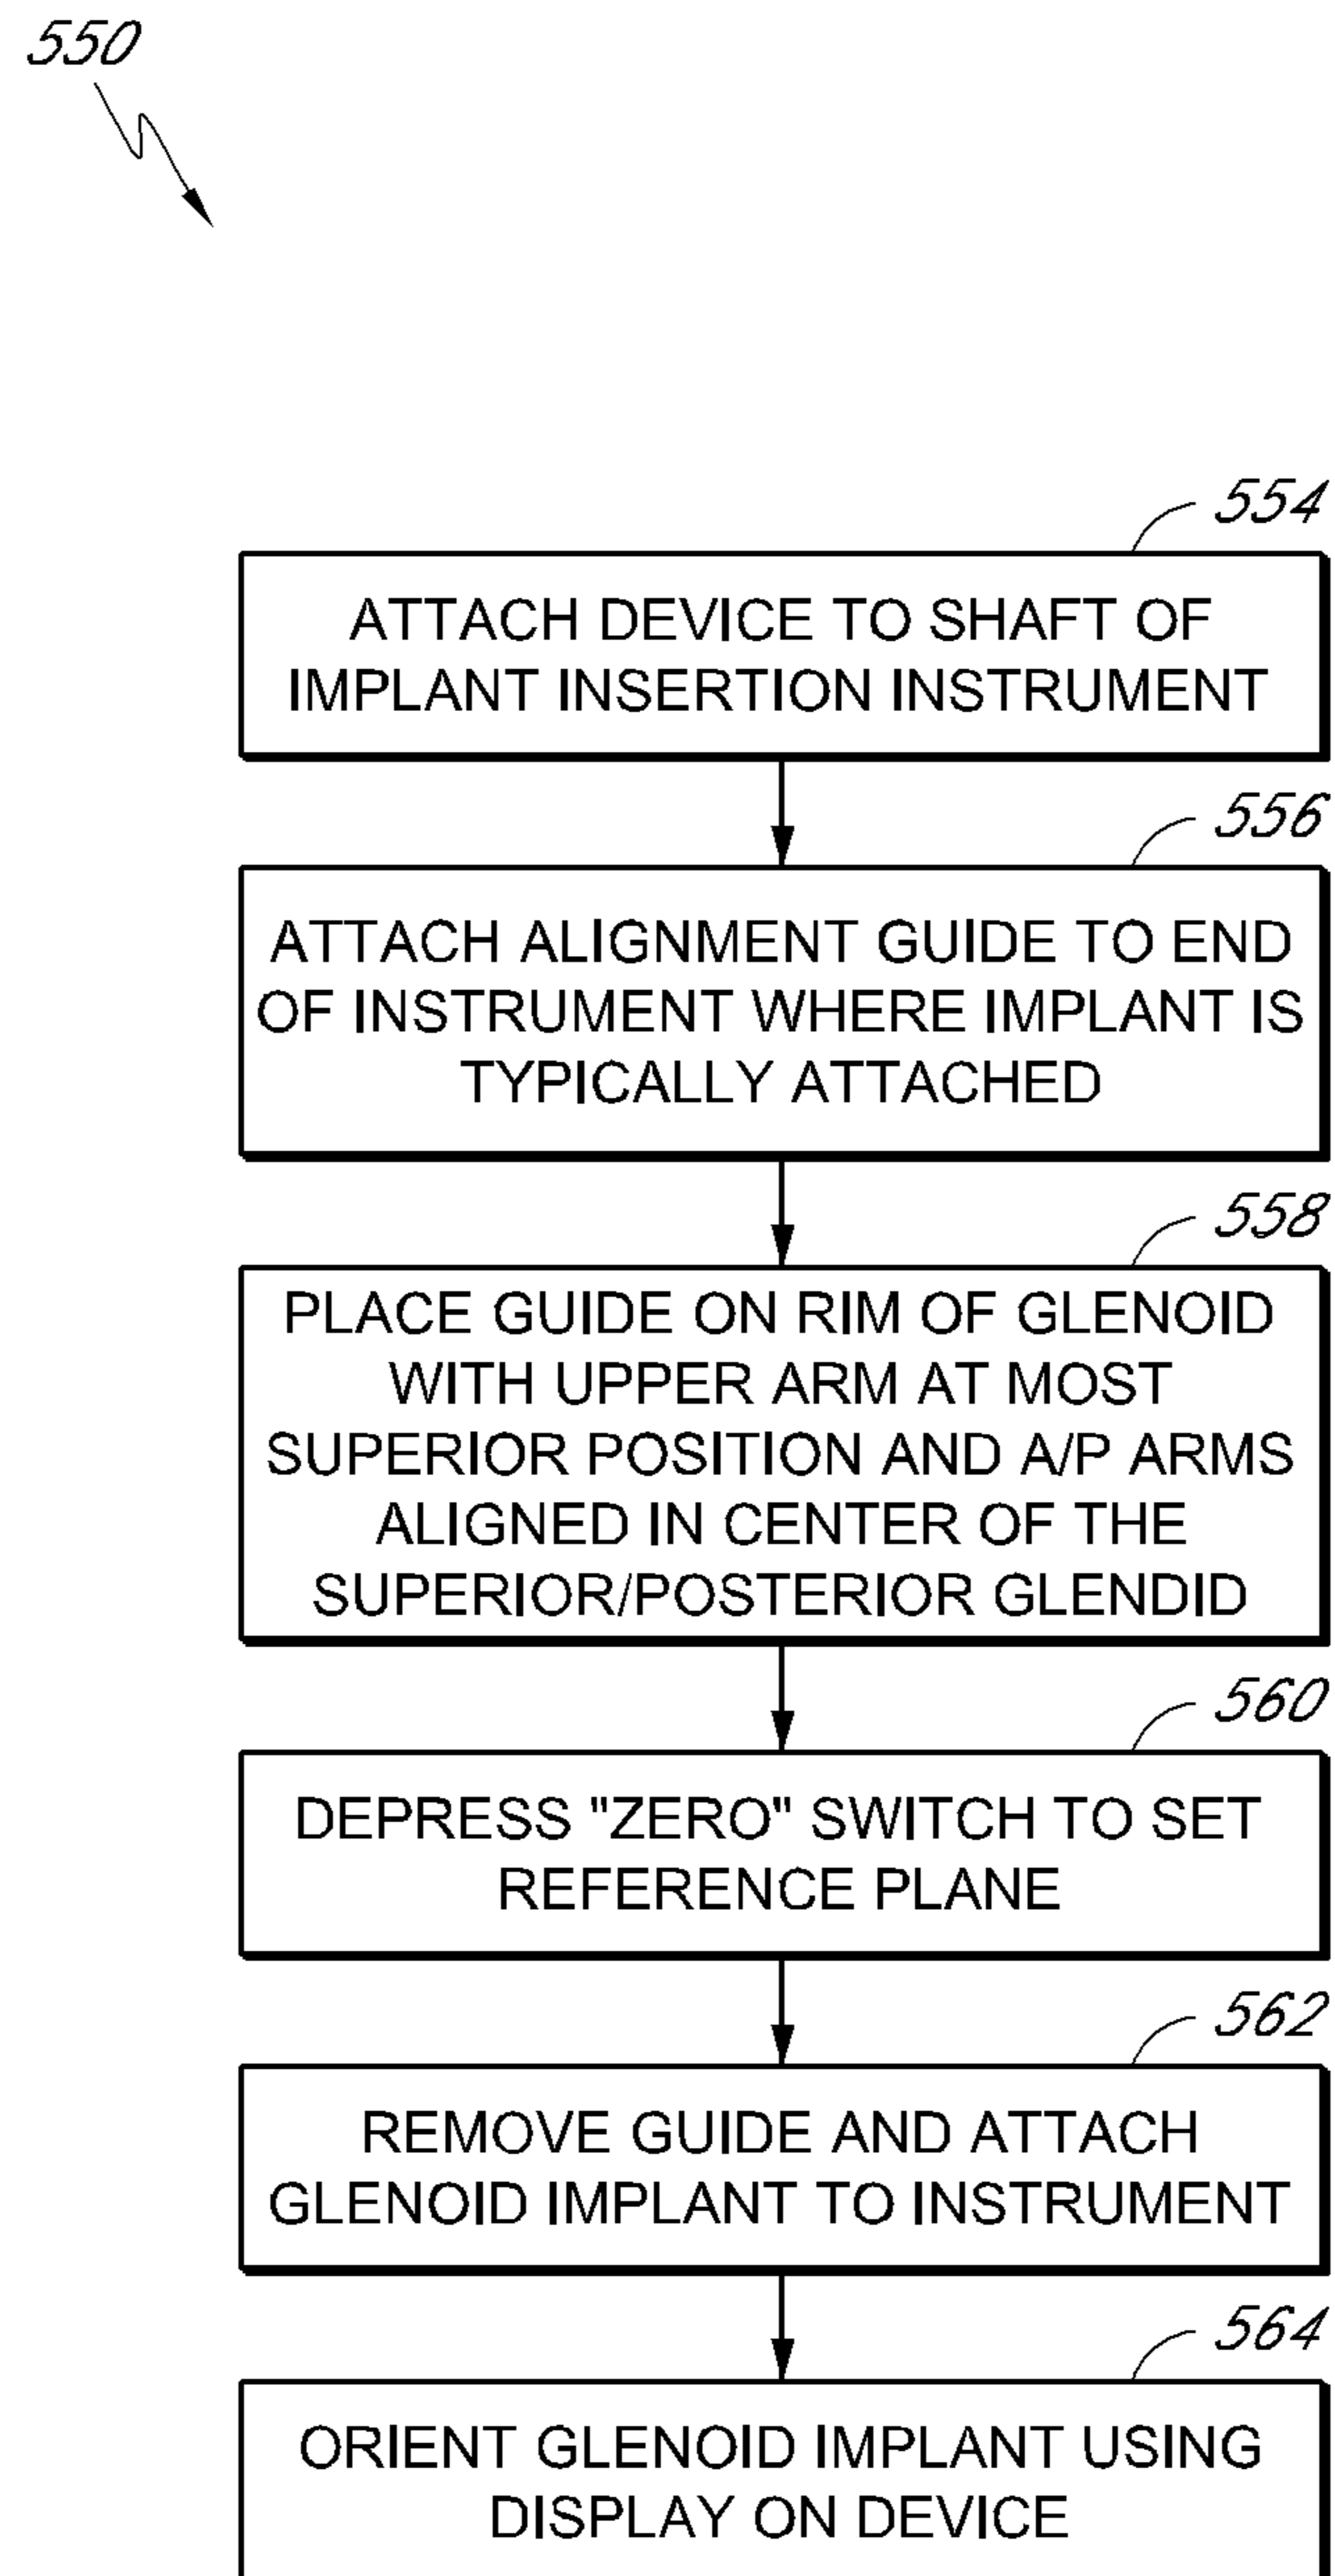 550
554
ATTACH DEVICE TO SHAFT OF
IMPLANT INSERTION INSTRUMENT
556
ATTACH ALIGNMENT GUIDE TO END
OF INSTRUMENT WHERE IMPLANT IS
TYPICALLY ATTACHED
558
PLACE GUIDE ON RIM OF GLENOID
WITH UPPER ARM AT MOST
SUPERIOR POSITION AND A/P ARMS
ALIGNED IN CENTER OF THE
SUPERIOR/POSTERIOR GLENDID
560
DEPRESS "ZERO" SWITCH TO SET
REFERENCE PLANE
562
REMOVE GUIDE AND ATTACH
GLENOID IMPLANT TO INSTRUMENT
564
ORIENT GLENOID IMPLANT USING
DISPLAY ON DEVICE